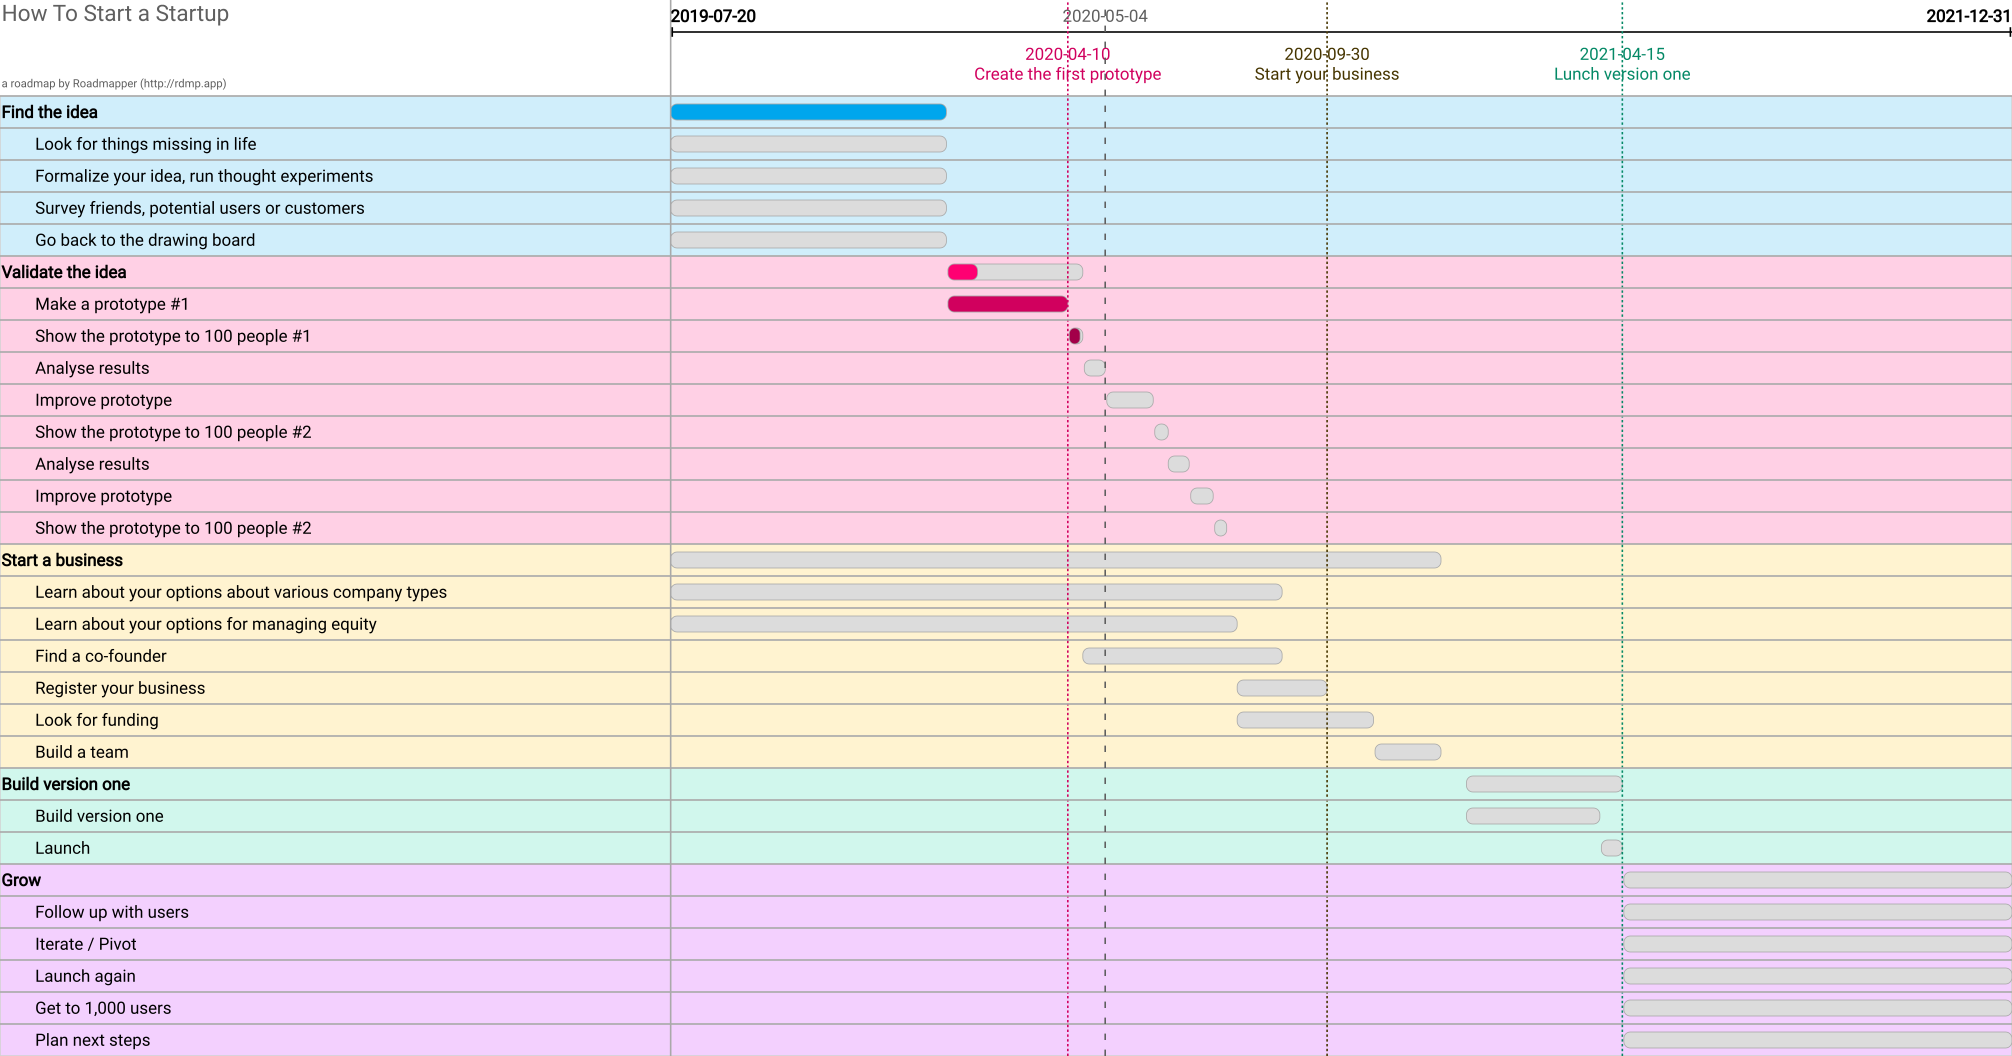 How To Start a Startup
2019-07-20
2020-05-04
2021-12-31
2020-04-10
Create the first prototype
2020-09-30
Start your business
2021-04-15
Lunch version one
a roadmap by Roadmapper (http://rdmp.app)
Find the idea
Look for things missing in life
Formalize your idea, run thought experiments
Survey friends, potential users or customers
Go back to the drawing board
Validate the idea
Make a prototype #1
Show the prototype to 100 people #1
Analyse results
Improve prototype
Show the prototype to 100 people #2
Analyse results
Improve prototype
Show the prototype to 100 people #2
Start a business
Learn about your options about various company types
Learn about your options for managing equity
Find a co-founder
Register your business
Look for funding
Build a team
Build version one
Build version one
Launch
Grow
Follow up with users
Iterate / Pivot
Launch again
Get to 1,000 users
Plan next steps